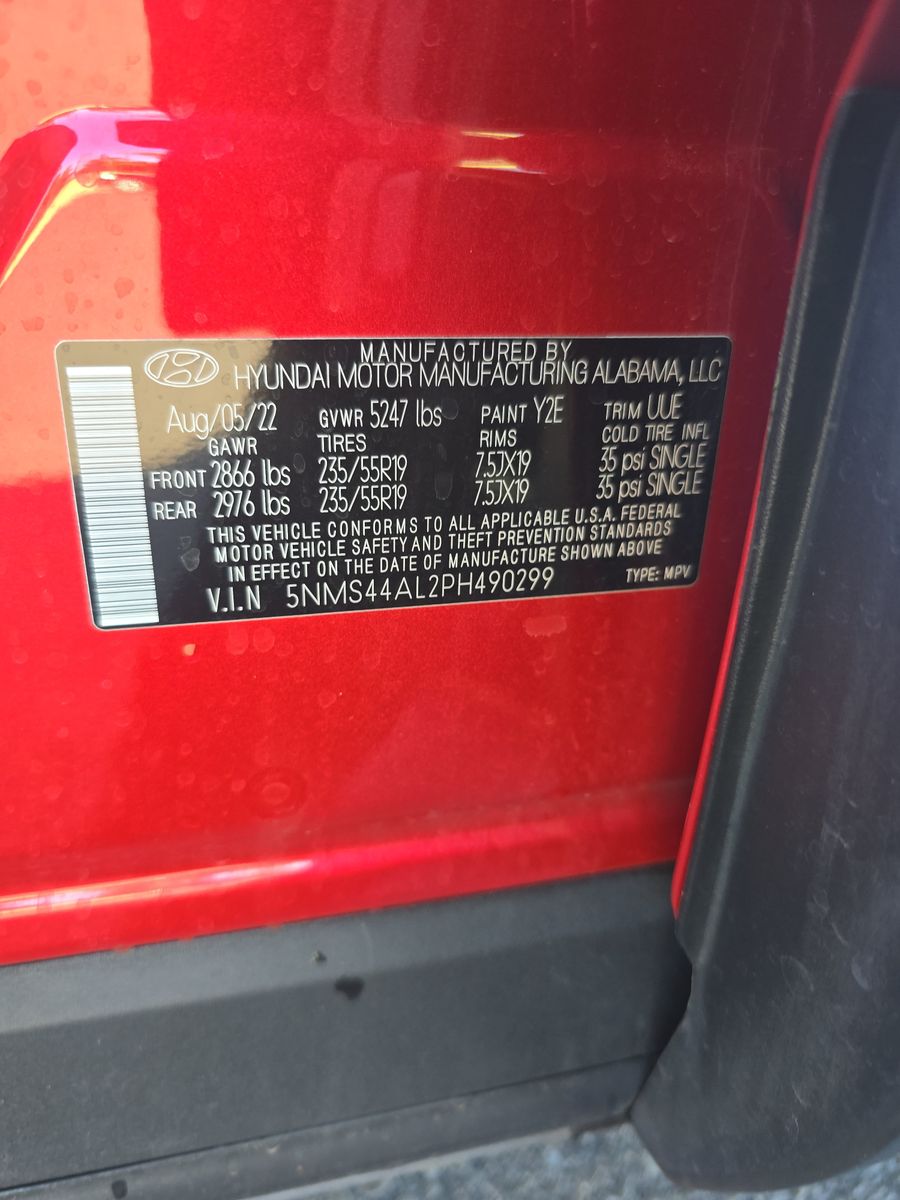 MANUFACTURED BY
HYUNDAI MOTOR MANUFACTURING ALABAMA, LLC
Aug/05/22 GVWR 5247 lbs PAINT Y2E TRIM UUE
GAWR TIRES RIMS COLD TIRE INFL
FRONT 2866 lbs 235/55R19 7.5JX19 35 psi SINGLE
REAR 2976 lbs 235/55R19 7.5JX19 35 psi SINGLE
THIS VEHICLE CONFORMS TO ALL APPLICABLE U.S.A. FEDERAL
MOTOR VEHICLE SAFETY AND THEFT PREVENTION STANDARDS
IN EFFECT ON THE DATE OF MANUFACTURE SHOWN ABOVE
V.I.N 5NMS44AL2PH490299 TYPE: MPV